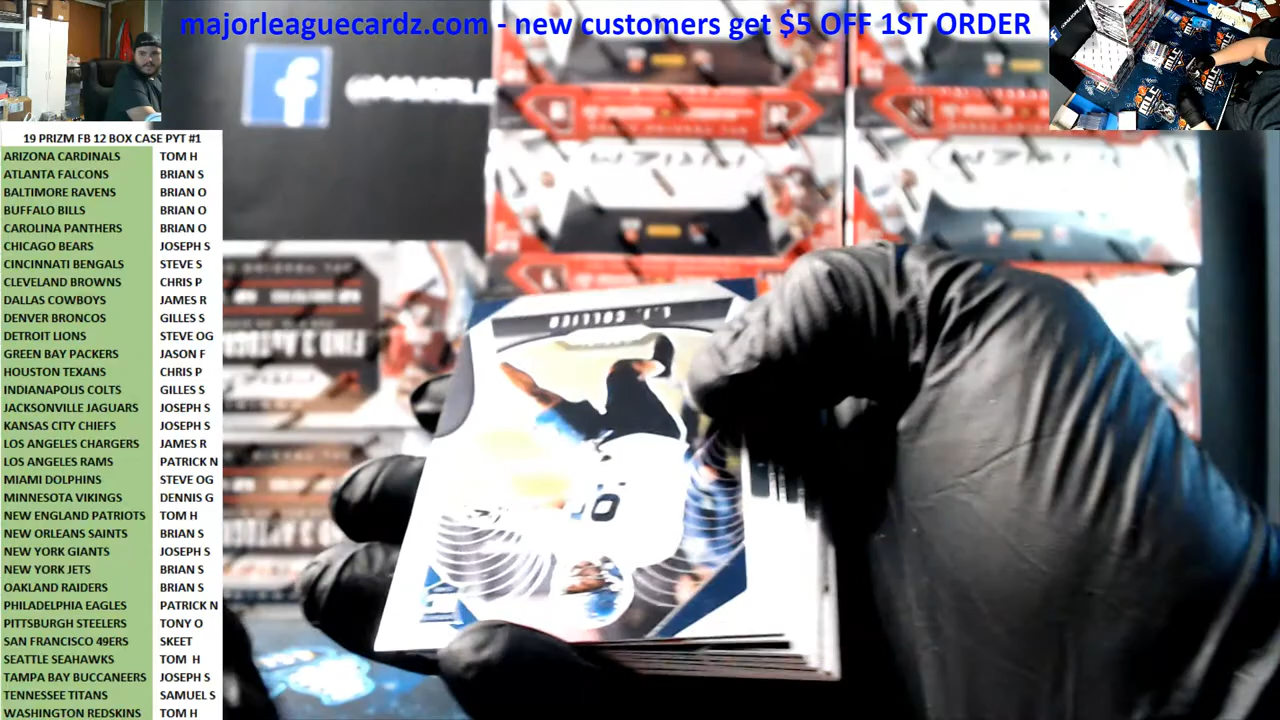 majorleaguecardz.com - new customers get $5 OFF 1ST ORDER
19 PRIZM FB 12 BOX CASE PYT #1
ARIZONA CARDINALS TOM H
ATLANTA FALCONS BRIAN S
BALTIMORE RAVENS BRIAN O
BUFFALO BILLS BRIAN O
CAROLINA PANTHERS BRIAN O
CHICAGO BEARS JOSEPH S
CINCINNATI BENGALS STEVE S
CLEVELAND BROWNS CHRIS P
DALLAS COWBOYS JAMES R
DENVER BRONCOS GILLES S
DETROIT LIONS STEVE OG
GREEN BAY PACKERS JASON F
HOUSTON TEXANS CHRIS P
INDIANAPOLIS COLTS GILLES S
JACKSONVILLE JAGUARS JOSEPH S
KANSAS CITY CHIEFS JOSEPH S
LOS ANGELES CHARGERS JAMES R
LOS ANGELES RAMS PATRICK N
MIAMI DOLPHINS STEVE OG
MINNESOTA VIKINGS DENNIS G
NEW ENGLAND PATRIOTS TOM H
NEW ORLEANS SAINTS BRIAN S
NEW YORK GIANTS JOSEPH S
NEW YORK JETS BRIAN S
OAKLAND RAIDERS BRIAN S
PHILADELPHIA EAGLES PATRICK N
PITTSBURGH STEELERS TONY O
SAN FRANCISCO 49ERS SKEET
SEATTLE SEAHAWKS TOM H
TAMPA BAY BUCCANEERS JOSEPH S
TENNESSEE TITANS SAMUEL S
WASHINGTON REDSKINS TOM H
L.J. COLLIER
PRIZM